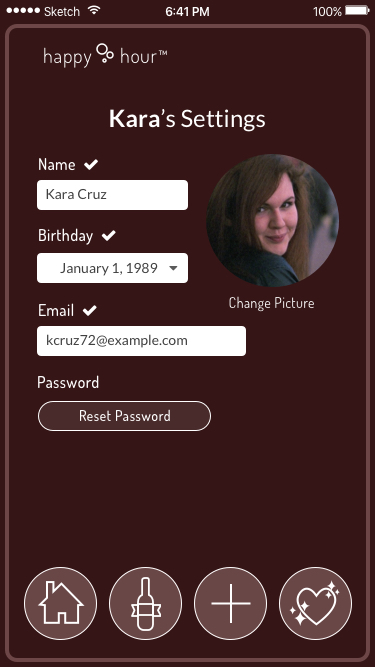 Sketch 6:41 PM 100%
happy hour™
Kara's Settings
Name
Kara Cruz
Birthday
January 1, 1989
Change Picture
Email
kcruz72@example.com
Password
Reset Password